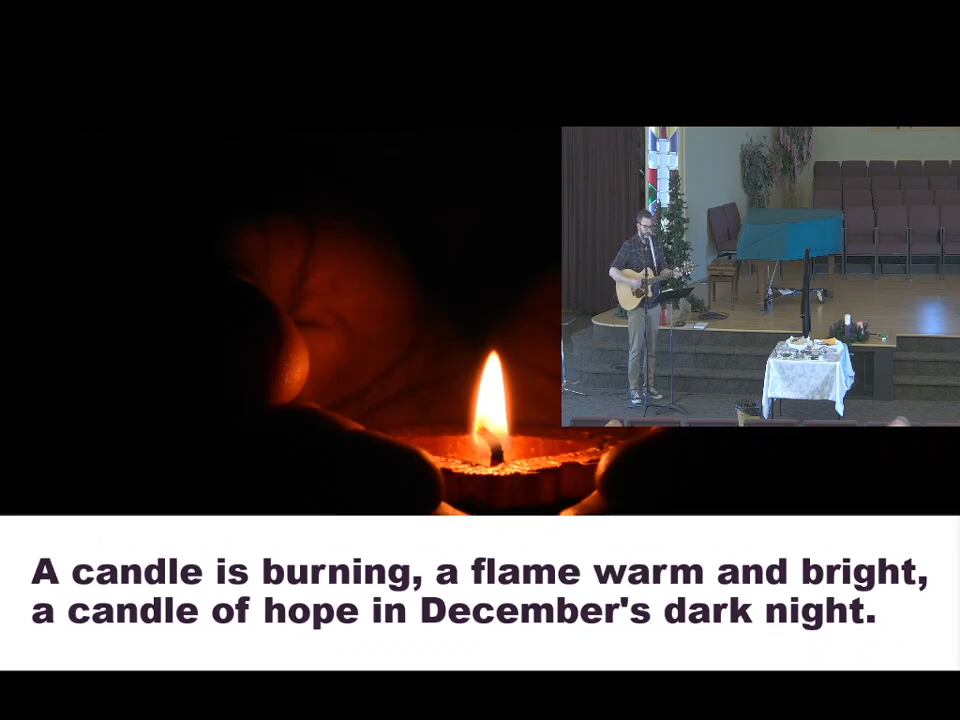 A candle is burning, a flame warm and bright,
a candle of hope in December's dark night.